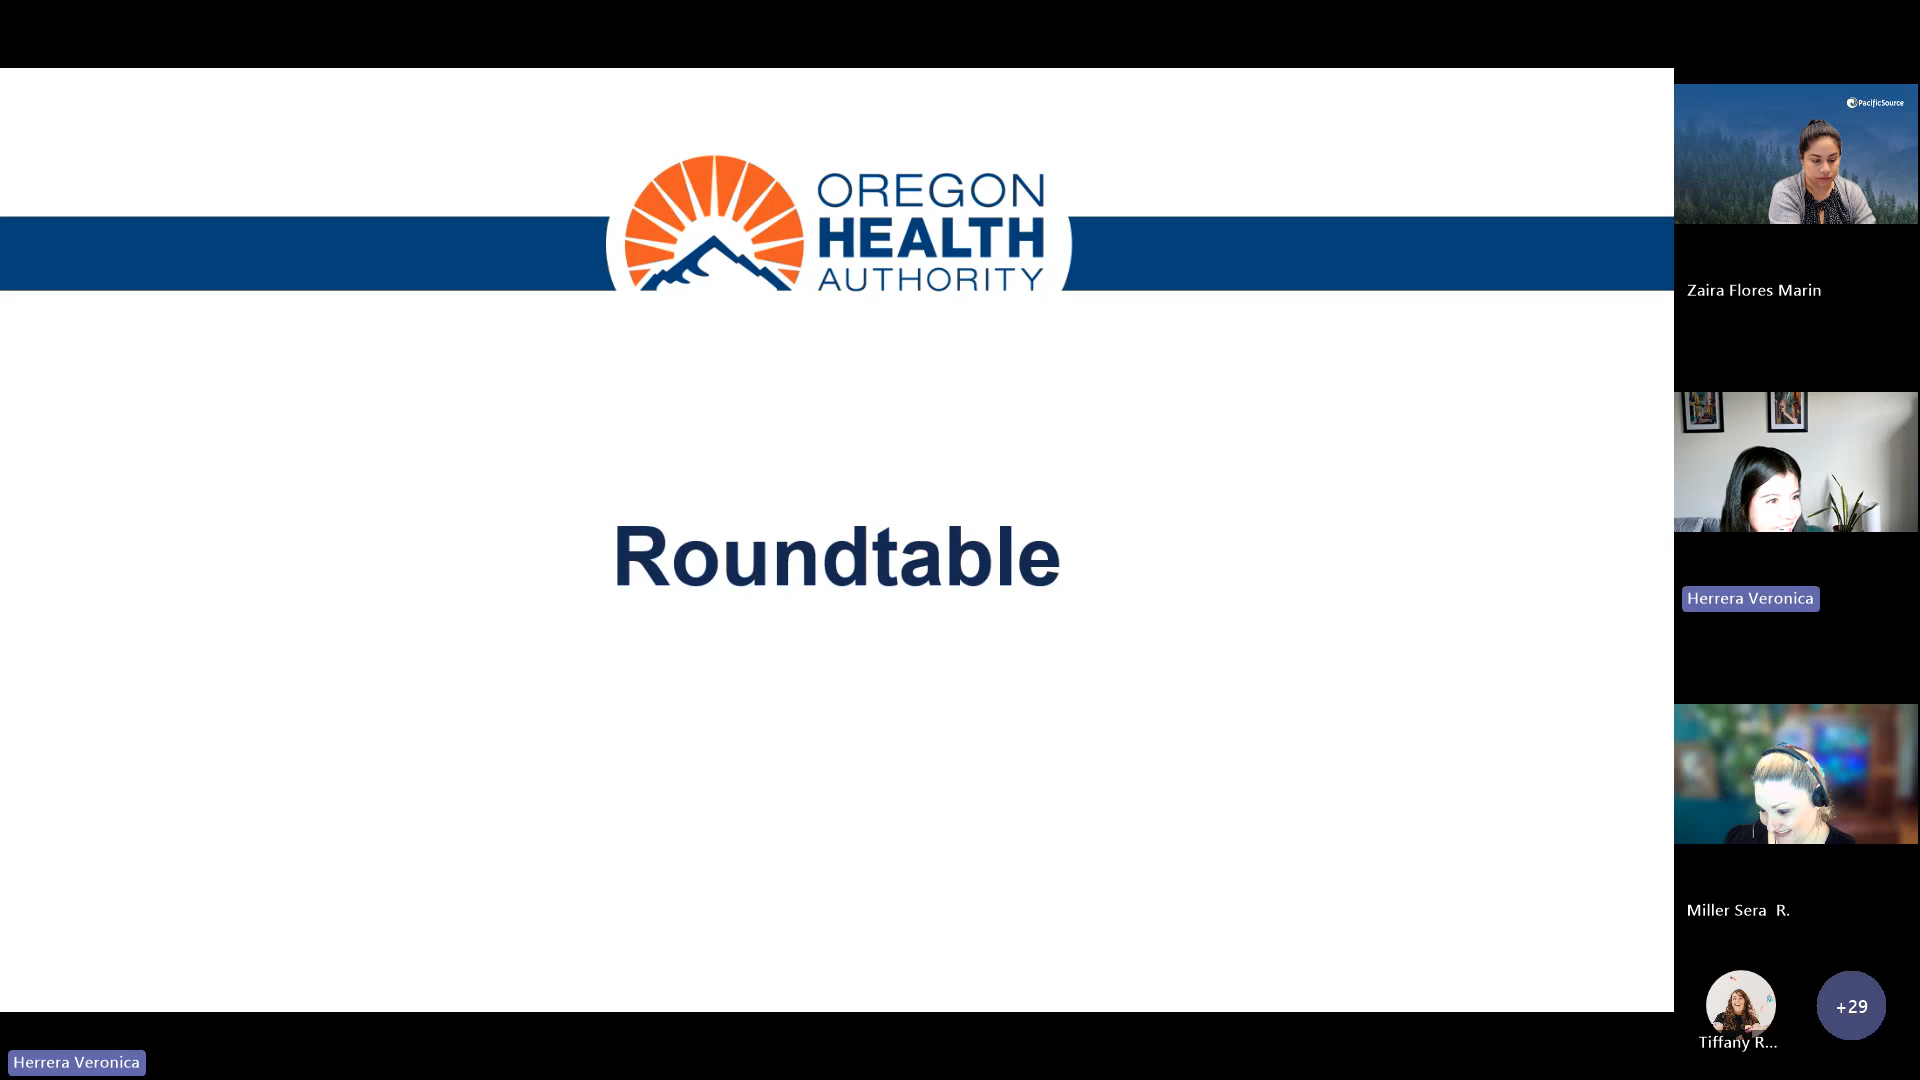 PacificSource
OREGON
HEALTH
AUTHORITY
Zaira Flores Marin
Roundtable
Herrera Veronica
Miller Sera R.
+29
Tiffany R...
Herrera Veronica